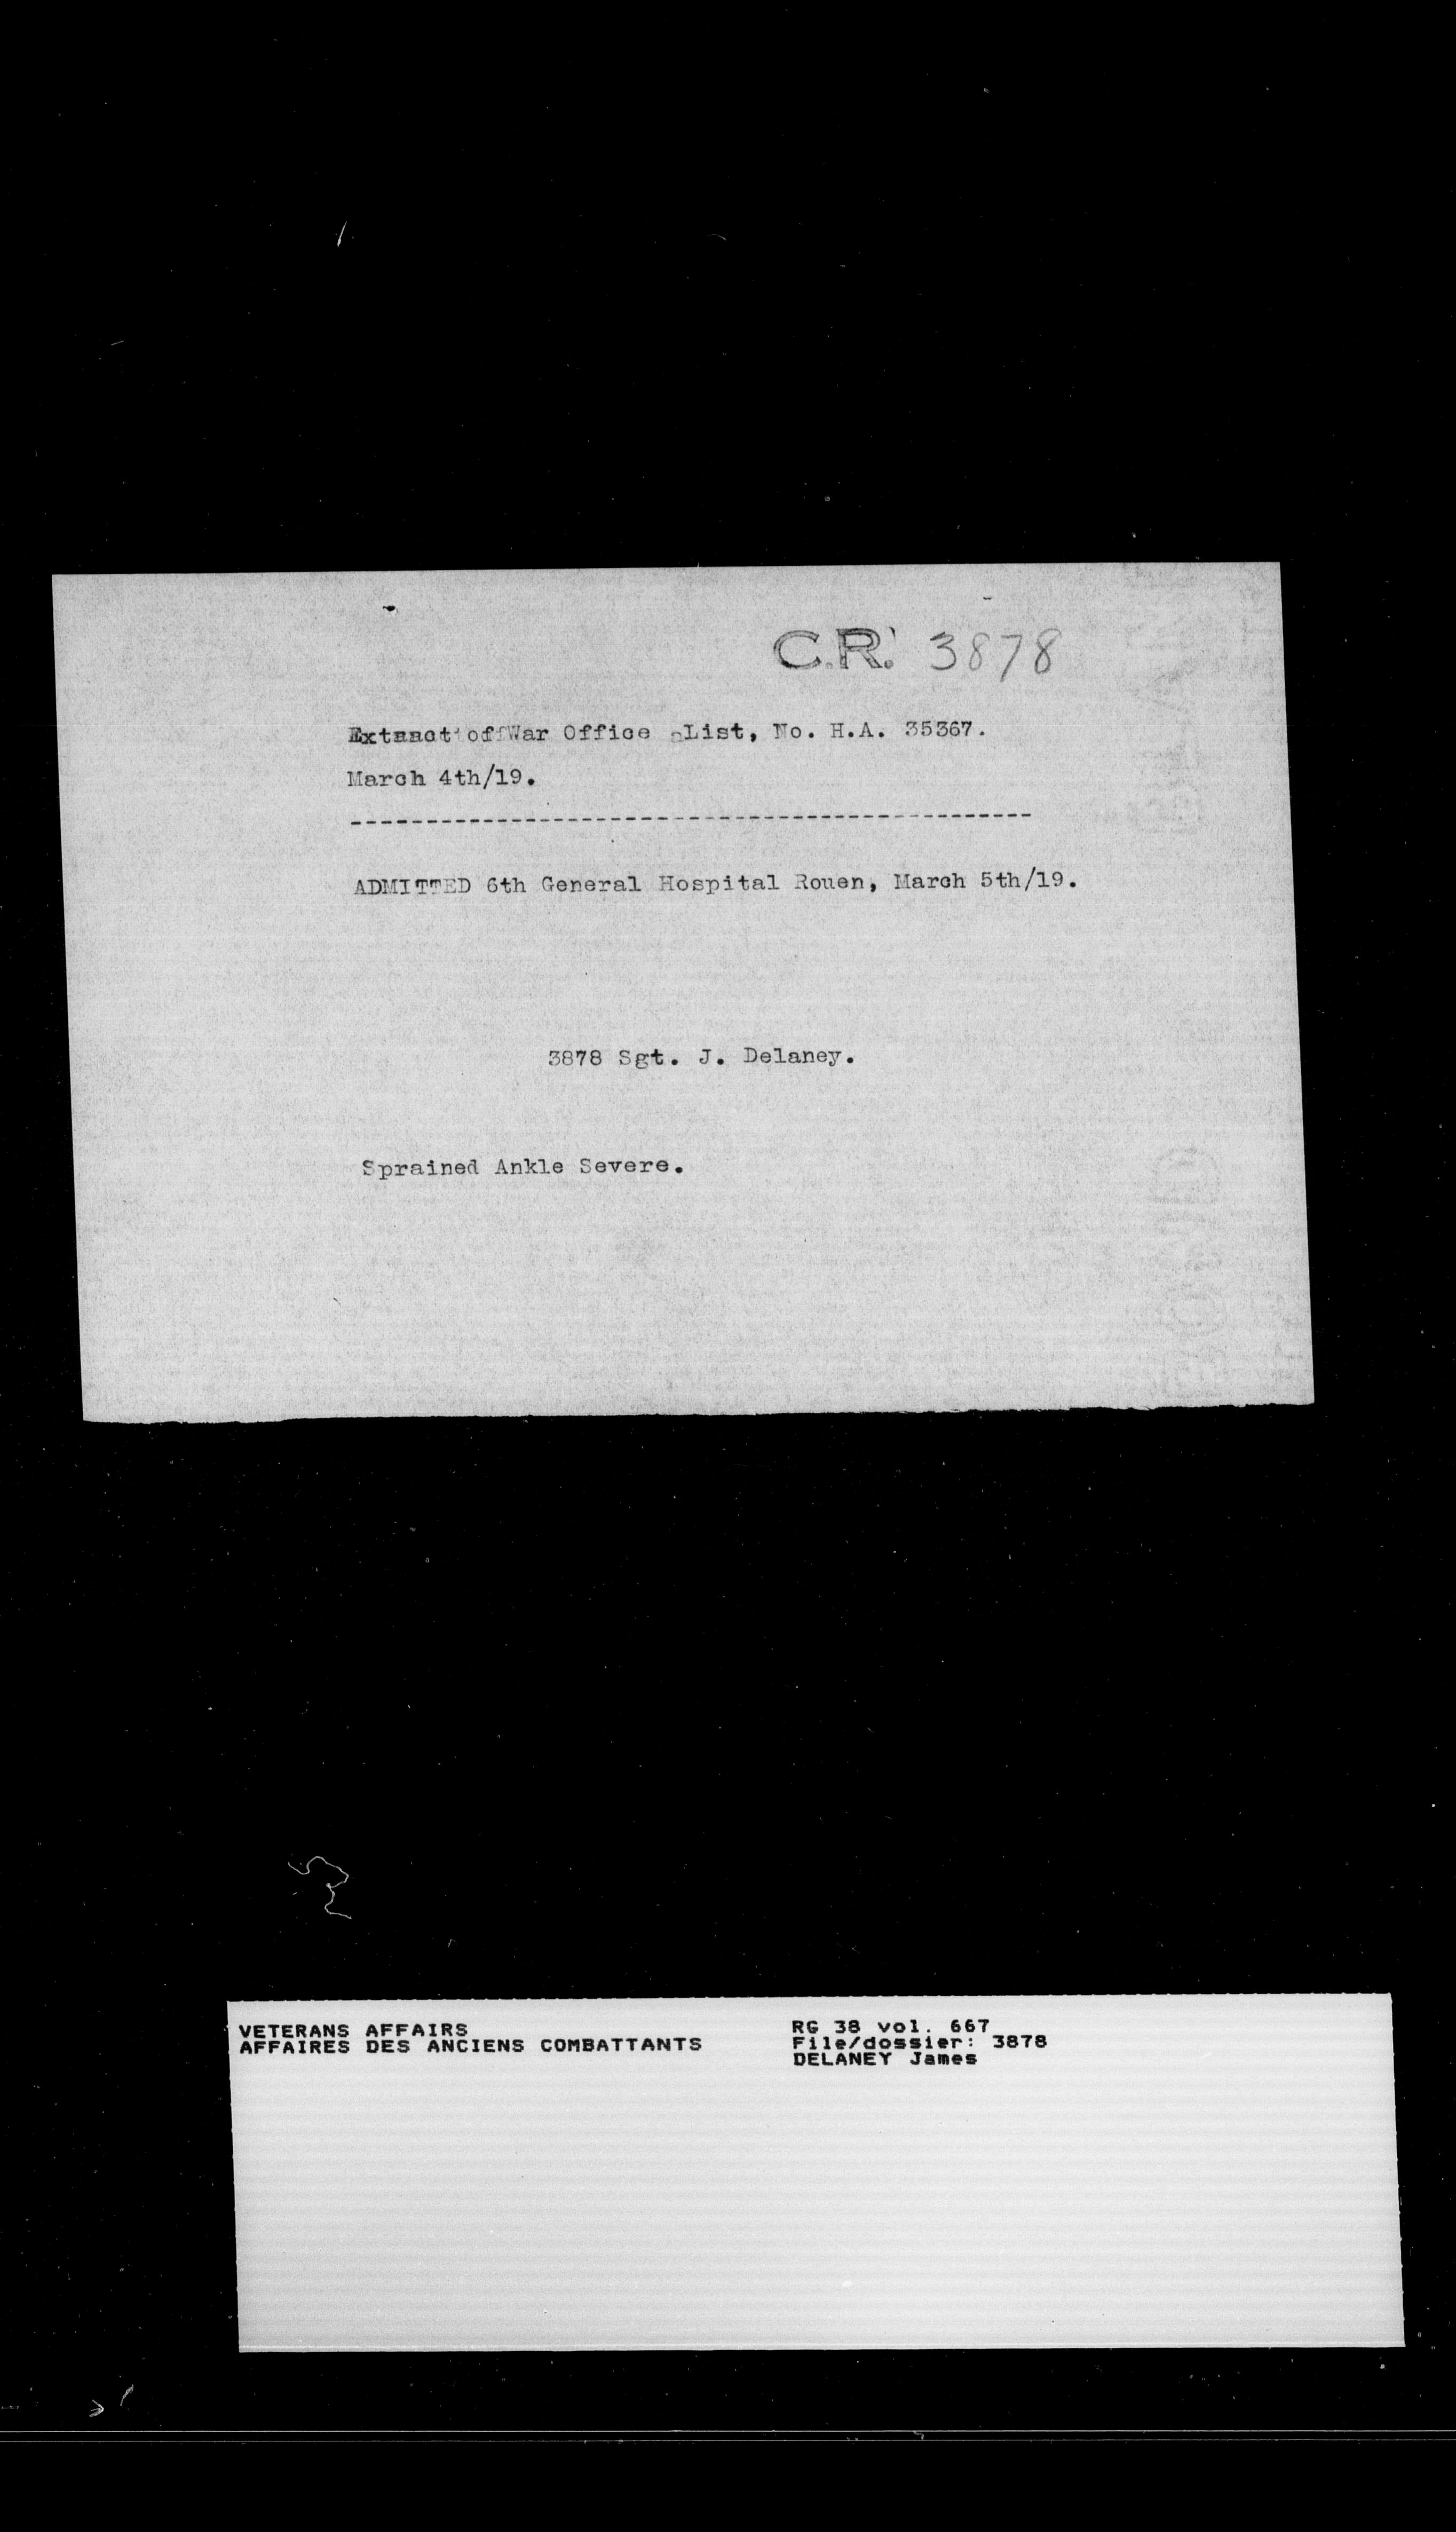 C.R. 3878
Extract of War Office List, No. H.A. 35367.
March 4th/19.
------------------------------------------------
ADMITTED 6th General Hospital Rouen, March 5th/19.
3878 Sgt. J. Delaney.
Sprained Ankle Severe.
VETERANS AFFAIRS
AFFAIRES DES ANCIENS COMBATTANTS
RG 38 vol. 667
File/dossier: 3878
DELANEY James